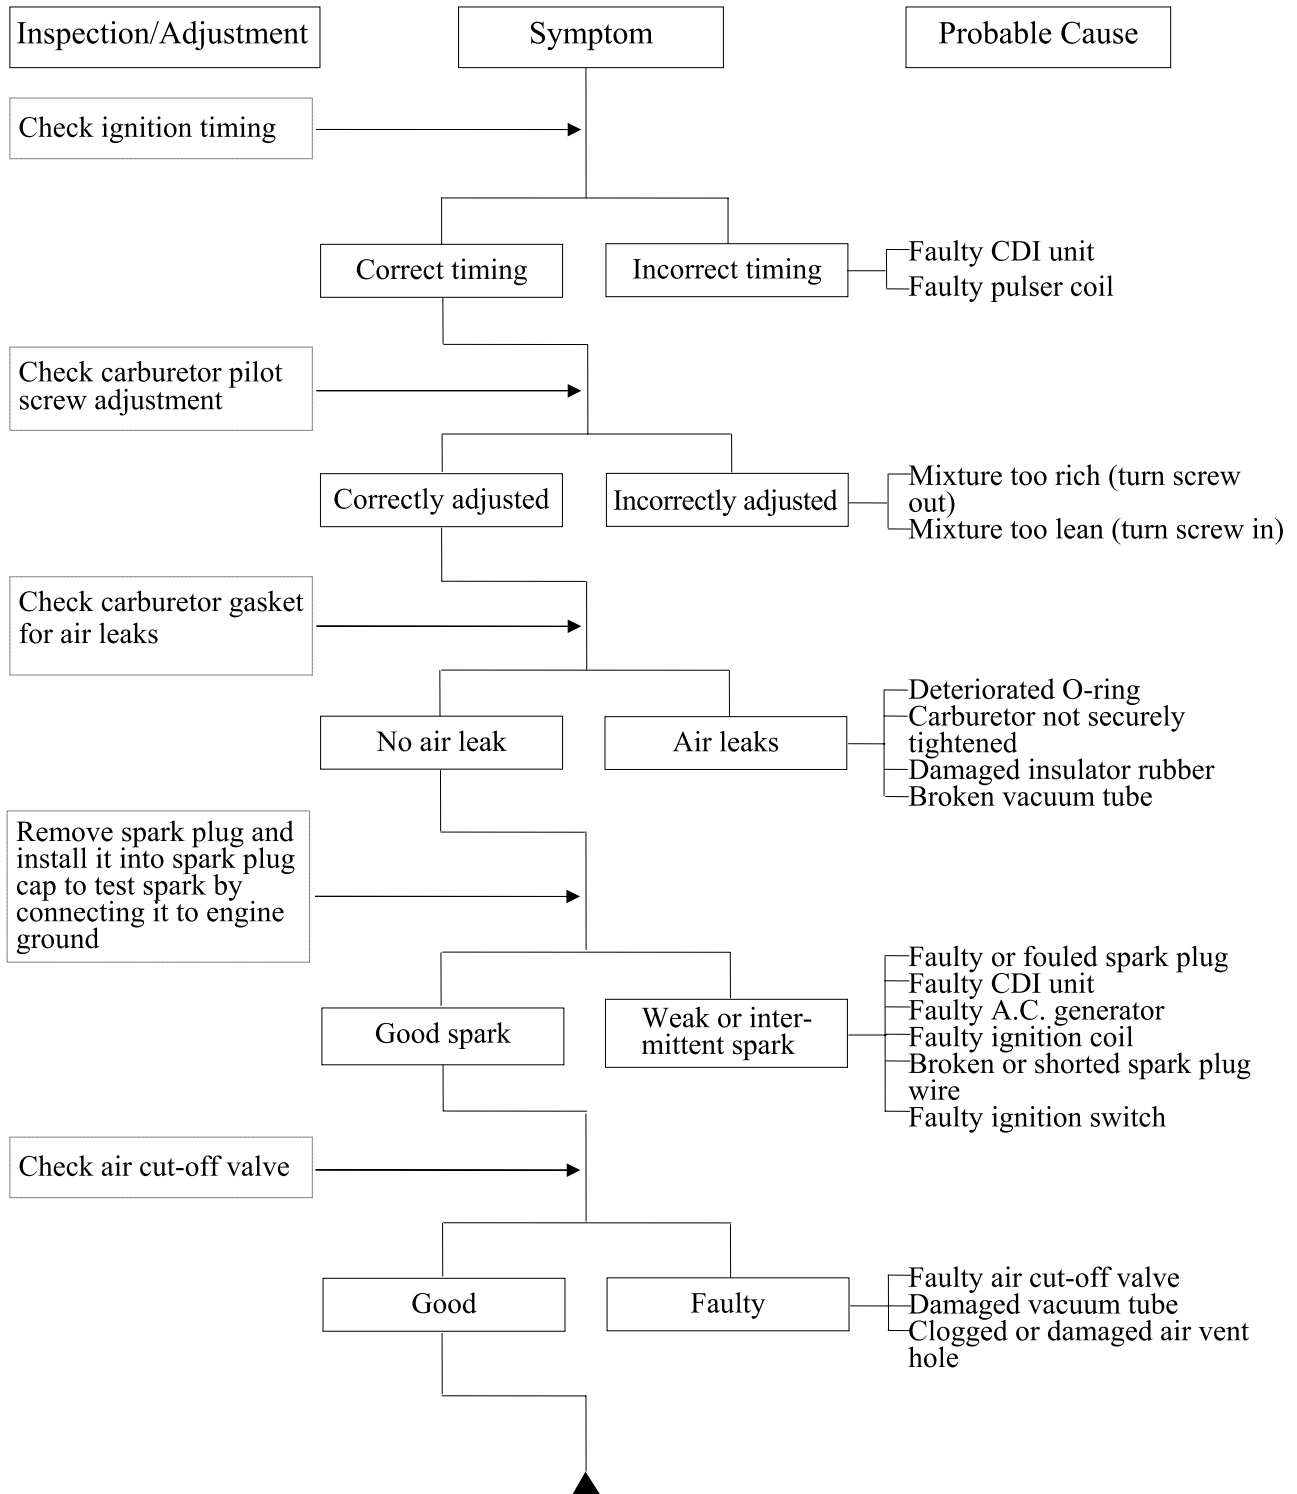 Inspection/Adjustment
Symptom
Probable Cause
Check ignition timing
Correct timing
Incorrect timing
Faulty CDI unit
Faulty pulser coil
Check carburetor pilot
screw adjustment
Correctly adjusted
Incorrectly adjusted
Mixture too rich (turn screw
out)
Mixture too lean (turn screw in)
Check carburetor gasket
for air leaks
No air leak
Air leaks
Deteriorated O-ring
Carburetor not securely
tightened
Damaged insulator rubber
Broken vacuum tube
Remove spark plug and
install it into spark plug
cap to test spark by
connecting it to engine
ground
Good spark
Weak or inter-
mittent spark
Faulty or fouled spark plug
Faulty CDI unit
Faulty A.C. generator
Faulty ignition coil
Broken or shorted spark plug
wire
Faulty ignition switch
Check air cut-off valve
Good
Faulty
Faulty air cut-off valve
Damaged vacuum tube
Clogged or damaged air vent
hole